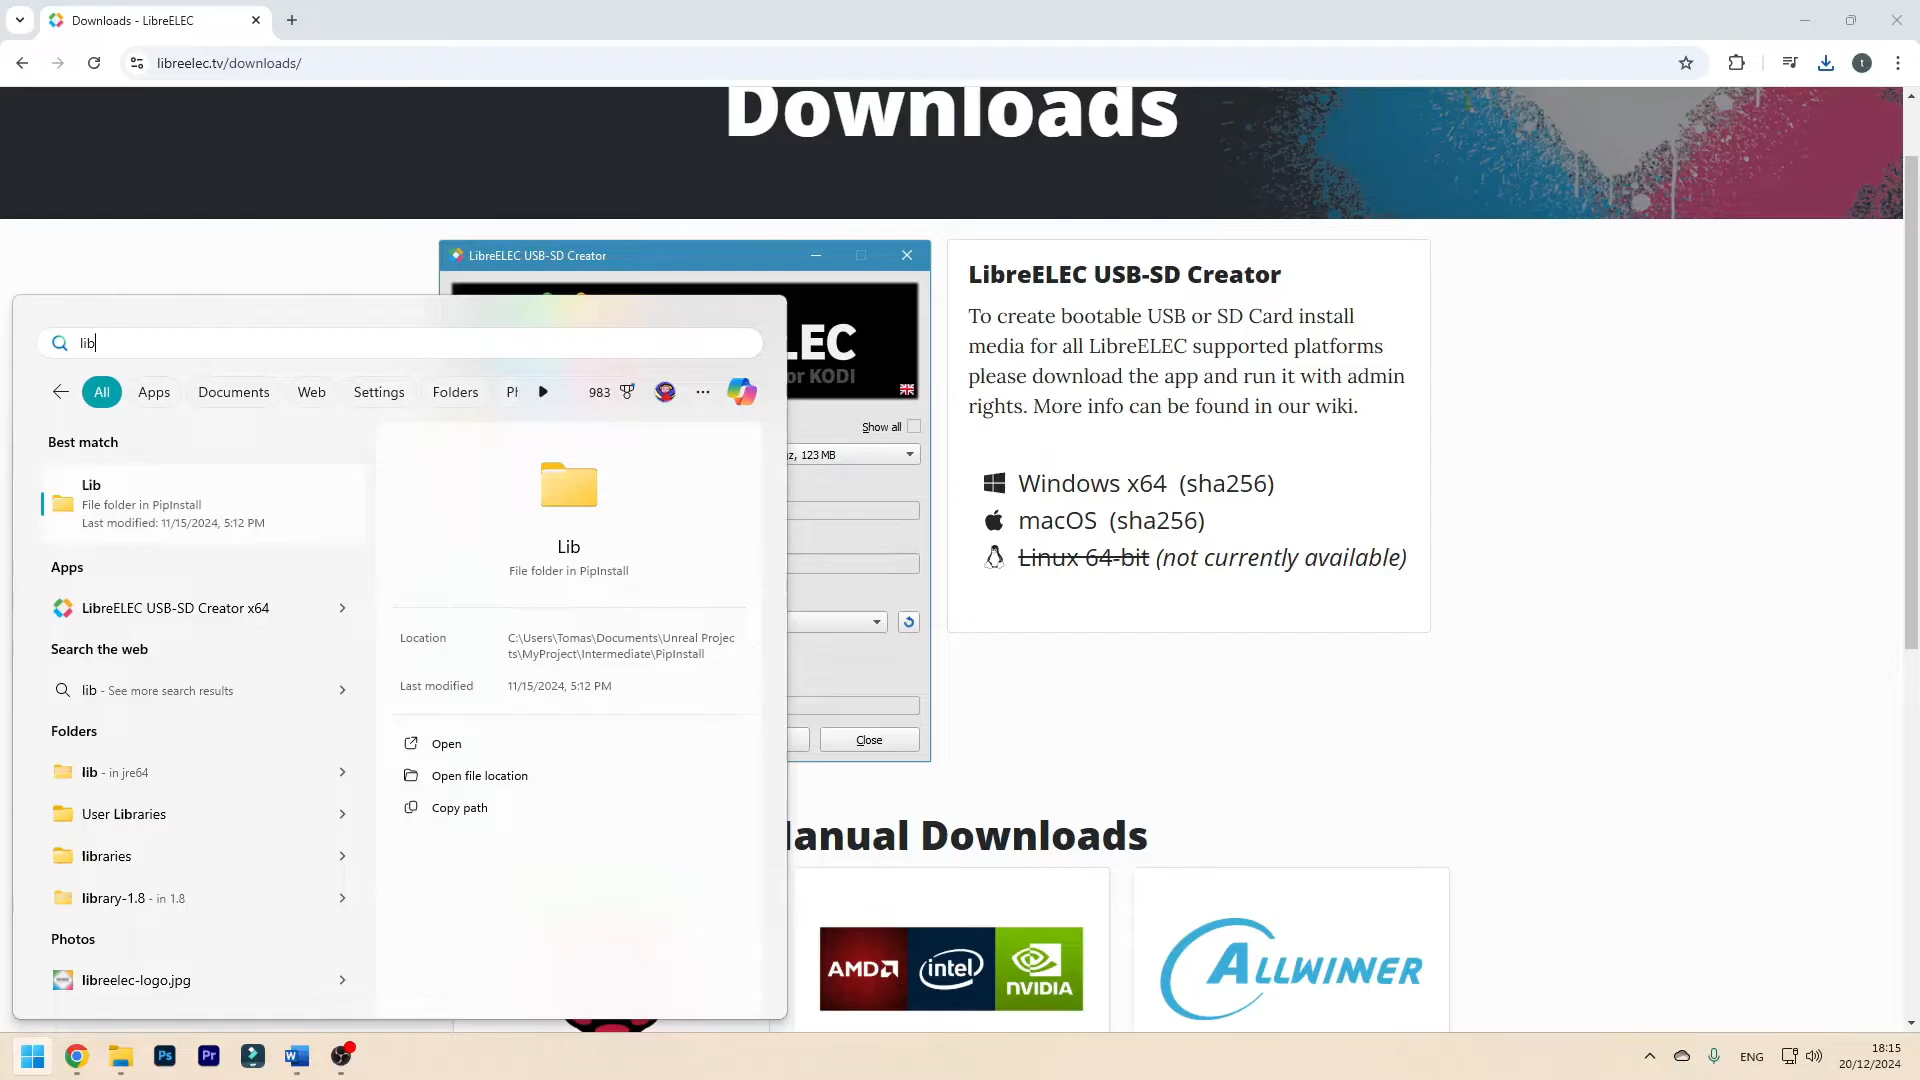 Downloads - LibreELEC
libreelec.tv/downloads/
t
Downloads
LibreELEC USB-SD Creator
LEC
or KODI
Show all
z, 123 MB
Close
LibreELEC USB-SD Creator
To create bootable USB or SD Card install
media for all LibreELEC supported platforms
please download the app and run it with admin
rights. More info can be found in our wiki.
Windows x64 (sha256)
macOS (sha256)
Linux 64-bit (not currently available)
lib
All Apps Documents Web Settings Folders Ph 983
Best match
Lib
File folder in PipInstall
Last modified: 11/15/2024, 5:12 PM
Apps
LibreELEC USB-SD Creator x64
Search the web
lib - See more search results
Folders
lib - in jre64
User Libraries
libraries
library-1.8 - in 1.8
Photos
libreelec-logo.jpg
Lib
File folder in PipInstall
Location C:\Users\Tomas\Documents\Unreal Projec
ts\MyProject\Intermediate\PipInstall
Last modified 11/15/2024, 5:12 PM
Open
Open file location
Copy path
anual Downloads
AMD intel NVIDIA
ALLWINNER
Ps Pr W
ENG
18:15
20/12/2024